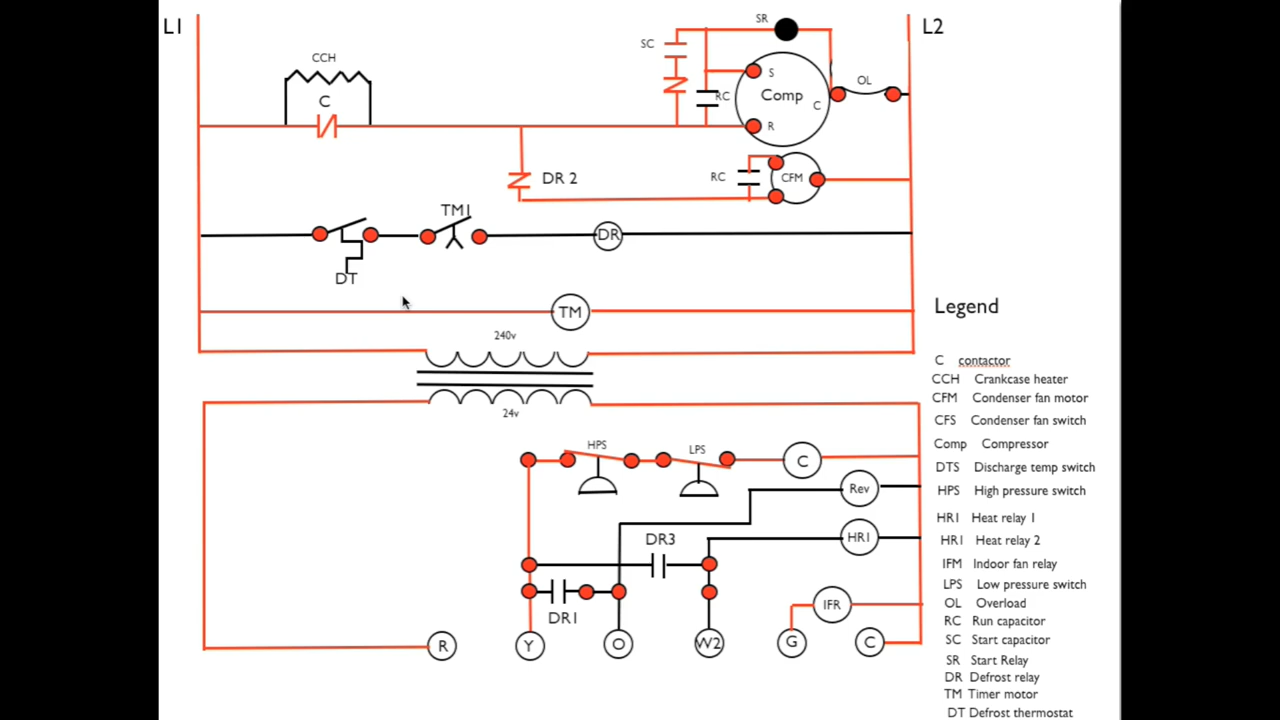 L1
SR
L2
SC
CCH
OL
S
C
RC
Comp
C
R
DR 2
RC
CFM
TM1
DR
DT
Legend
TM
240v
C contactor
CCH Crankcase heater
CFM Condenser fan motor
24v
CFS Condenser fan switch
HPS
LPS
Comp Compressor
C
DTS Discharge temp switch
Rev
HPS High pressure switch
HR1 Heat relay 1
DR3
HR1
HR1 Heat relay 2
IFM Indoor fan relay
LPS Low pressure switch
IFR
OL Overload
DR1
RC Run capacitor
R
Y
O
W2
G
C
SC Start capacitor
SR Start Relay
DR Defrost relay
TM Timer motor
DT Defrost thermostat